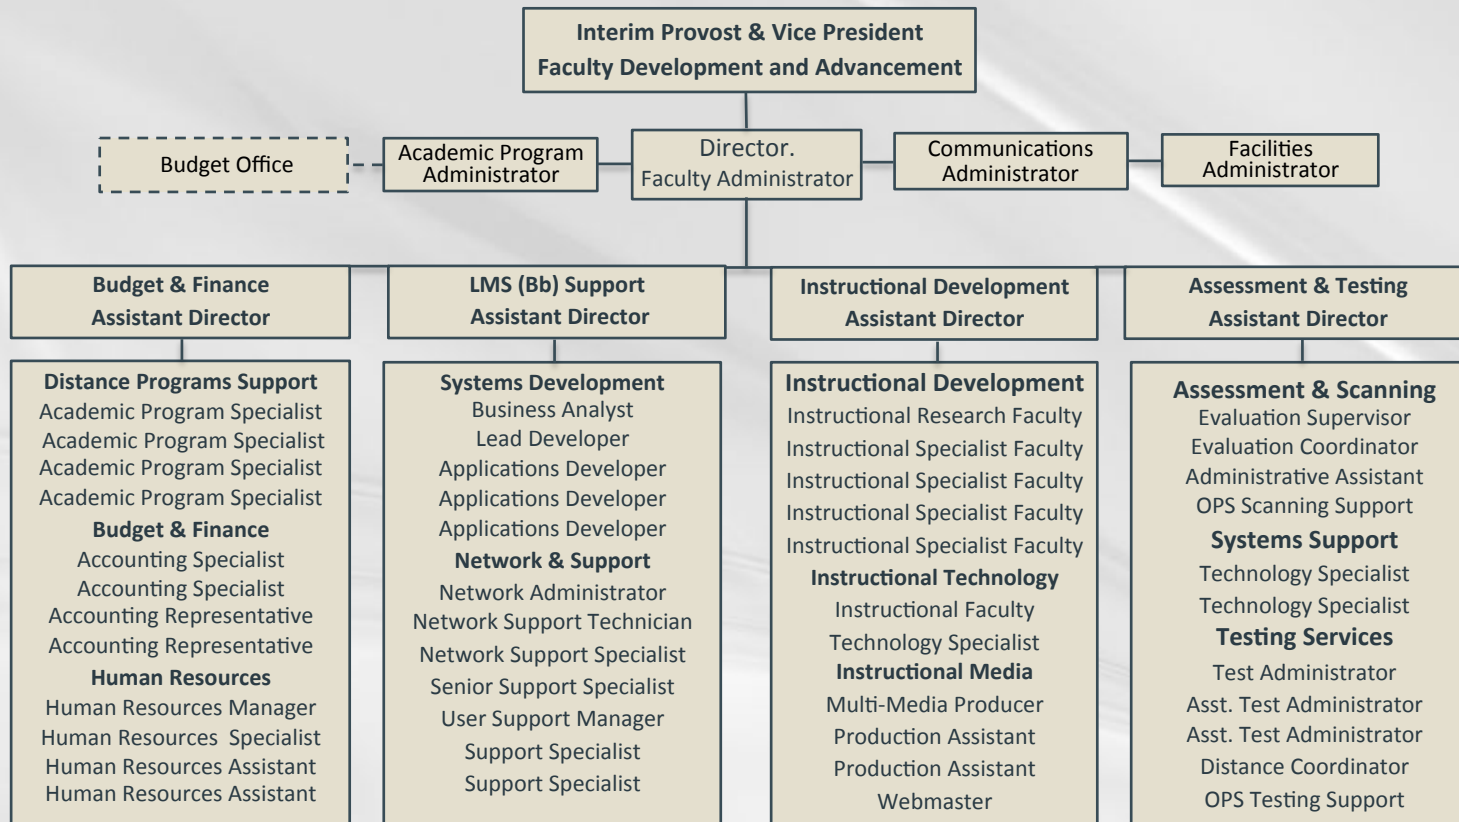 Interim Provost & Vice President
Faculty Development and Advancement
Budget Office
Academic Program
Administrator
Director.
Faculty Administrator
Communications
Administrator
Facilities
Administrator
Budget & Finance
Assistant Director
LMS (Bb) Support
Assistant Director
Instructional Development
Assistant Director
Assessment & Testing
Assistant Director
Distance Programs Support
Academic Program Specialist
Academic Program Specialist
Academic Program Specialist
Academic Program Specialist
Budget & Finance
Accounting Specialist
Accounting Specialist
Accounting Representative
Accounting Representative
Human Resources
Human Resources Manager
Human Resources  Specialist
Human Resources Assistant
Human Resources Assistant
Systems Development
Business Analyst
Lead Developer
Applications Developer
Applications Developer
Applications Developer
Network & Support
Network Administrator
Network Support Technician
Network Support Specialist
Senior Support Specialist
User Support Manager
Support Specialist
Support Specialist
Instructional Development
Instructional Research Faculty
Instructional Specialist Faculty
Instructional Specialist Faculty
Instructional Specialist Faculty
Instructional Specialist Faculty
Instructional Technology
Instructional Faculty
Technology Specialist
Instructional Media
Multi-Media Producer
Production Assistant
Production Assistant
Webmaster
Assessment & Scanning
Evaluation Supervisor
Evaluation Coordinator
Administrative Assistant
OPS Scanning Support
Systems Support
Technology Specialist
Technology Specialist
Testing Services
Test Administrator
Asst. Test Administrator
Asst. Test Administrator
Distance Coordinator
OPS Testing Support